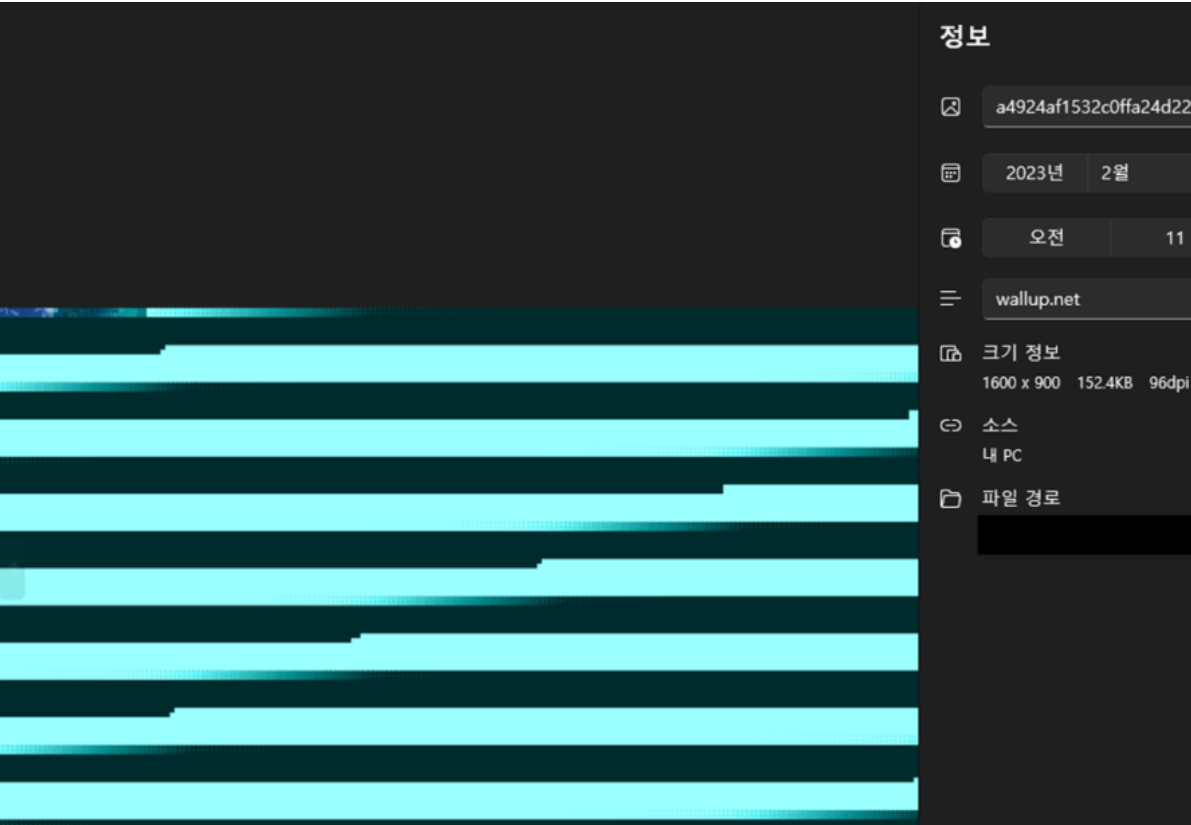 정보
a4924af1532c0ffa24d22
2023년 2월
오전 11
wallup.net
크기 정보
1600 x 900 152.4KB 96dpi
소스
내 PC
파일 경로